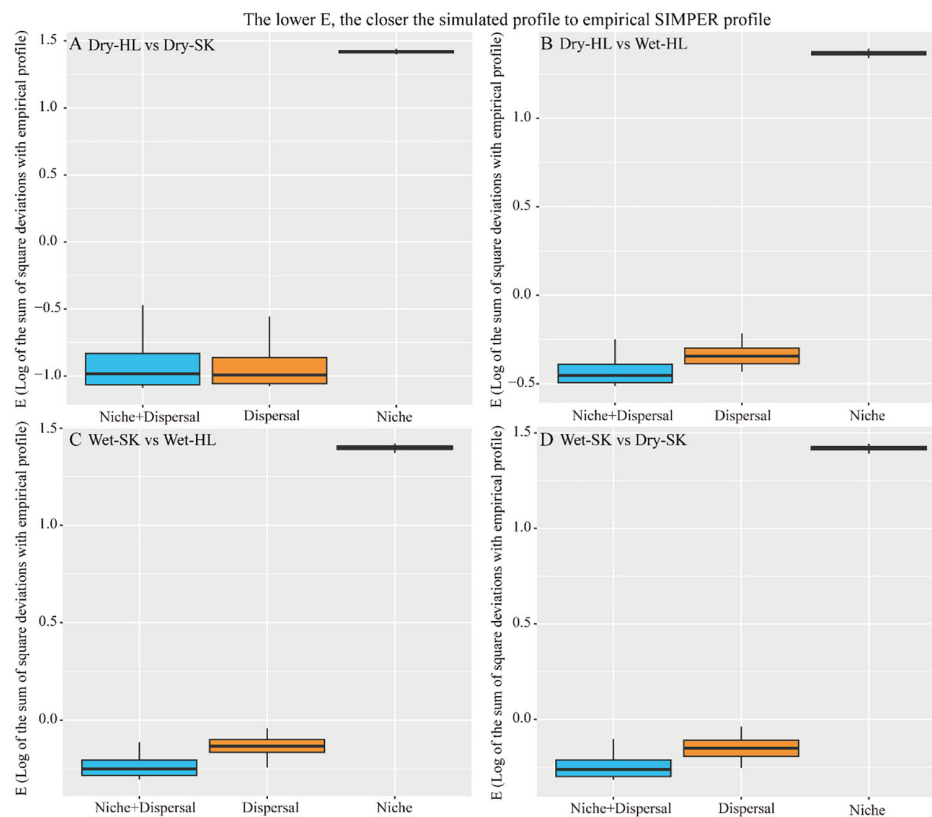 The lower E, the closer the simulated profile to empirical SIMPER profile
E (Log of the sum of square deviations with empirical profile)
A Dry-HL vs Dry-SK
1.5
1.0
0.5
0.0
−0.5
−1.0
Niche+Dispersal Dispersal Niche
E (Log of the sum of square deviations with empirical profile)
B Dry-HL vs Wet-HL
1.0
0.5
0.0
−0.5
Niche+Dispersal Dispersal Niche
E (Log of the sum of square deviations with empirical profile)
C Wet-SK vs Wet-HL
1.5
1.0
0.5
0.0
Niche+Dispersal Dispersal Niche
E (Log of the sum of square deviations with empirical profile)
D Wet-SK vs Dry-SK
1.5
1.0
0.5
0.0
Niche+Dispersal Dispersal Niche